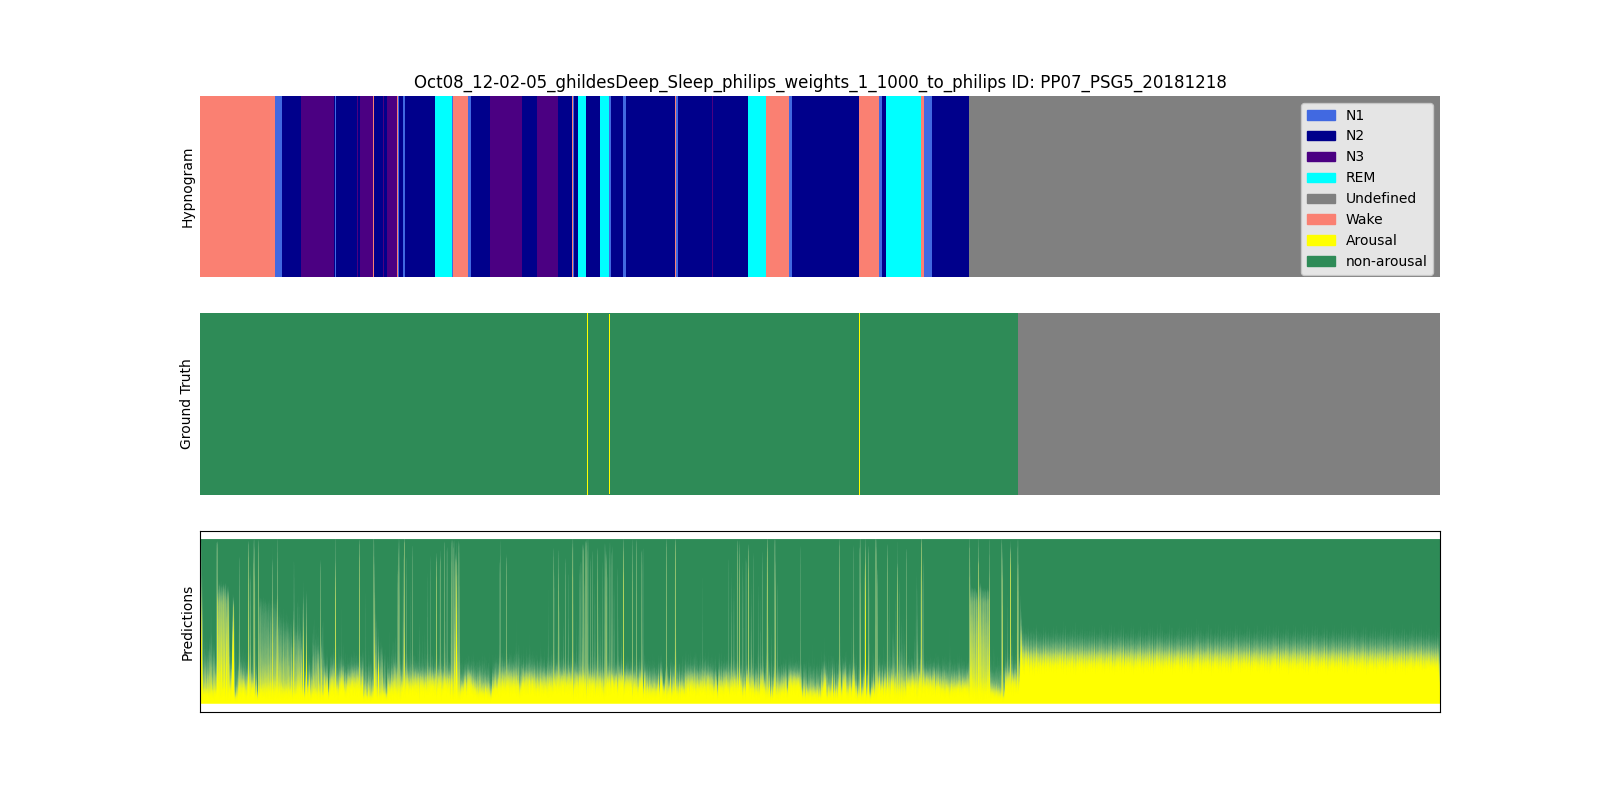 Oct08_12-02-05_ghildesDeep_Sleep_philips_weights_1_1000_to_philips ID: PP07_PSG5_20181218
Hypnogram
N1
N2
N3
REM
Undefined
Wake
Arousal
non-arousal
Ground Truth
Predictions